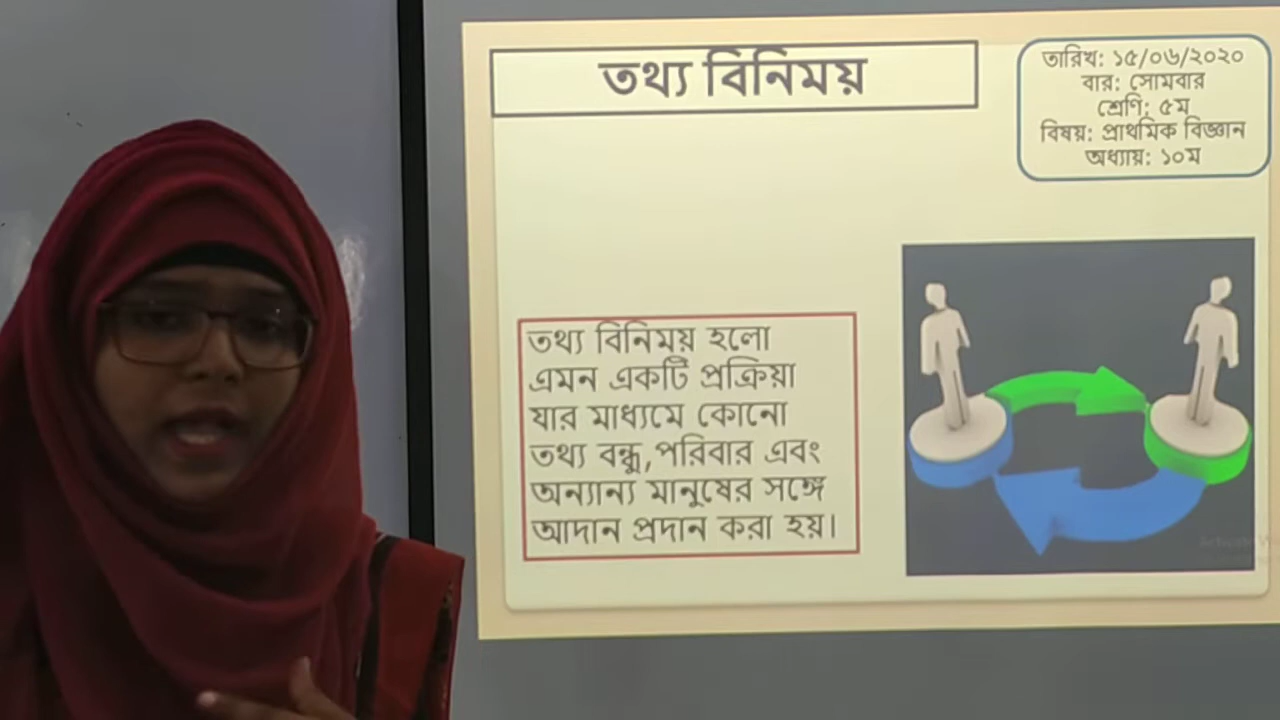 তথ্য বিনিময়
তারিখ: ১৫/০৬/২০২০
বার: সোমবার
শ্রেণি: ৫ম
বিষয়: প্রাথমিক বিজ্ঞান
অধ্যায়: ১০ম
তথ্য বিনিময় হলো
এমন একটি প্রক্রিয়া
যার মাধ্যমে কোনো
তথ্য বন্ধু,পরিবার এবং
অন্যান্য মানুষের সঙ্গে
আদান প্রদান করা হয়।